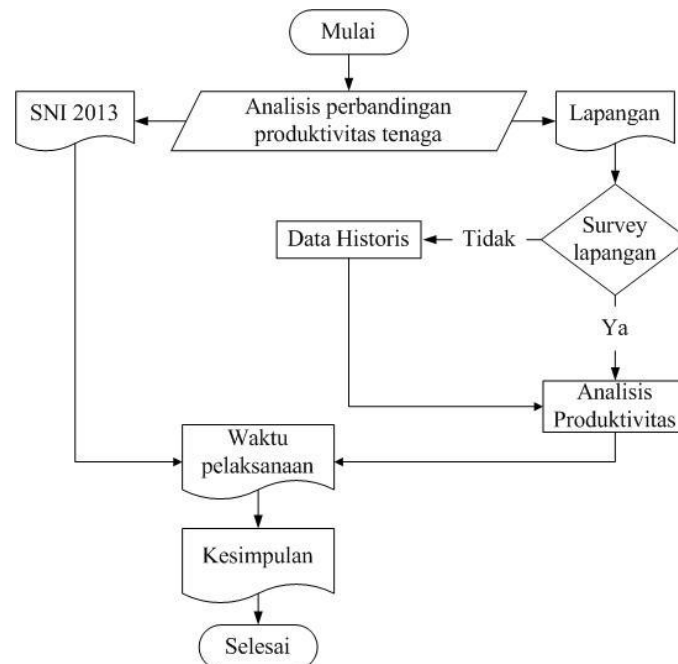 Mulai
SNI 2013
Analisis perbandingan
produktivitas tenaga
Lapangan
Data Historis
Tidak
Survey
lapangan
Ya
Analisis
Produktivitas
Waktu
pelaksanaan
Kesimpulan
Selesai